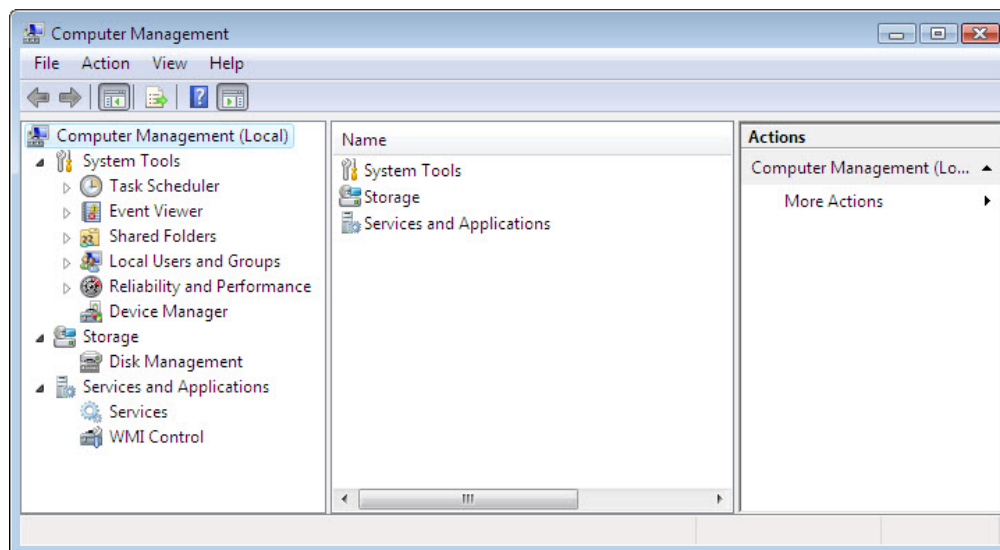 Computer Management
File Action View Help
Computer Management (Local)
System Tools
Task Scheduler
Event Viewer
Shared Folders
Local Users and Groups
Reliability and Performance
Device Manager
Storage
Disk Management
Services and Applications
Services
WMI Control
Name
System Tools
Storage
Services and Applications
Actions
Computer Management (Lo...
More Actions